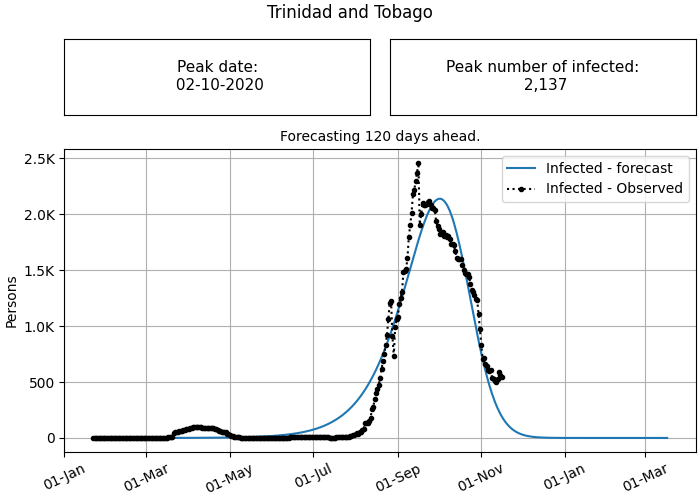 Trinidad and Tobago
Peak date:
02-10-2020
Peak number of infected:
2,137
Forecasting 120 days ahead.
Infected - forecast
Infected - Observed
Persons
2.5K
2.0K
1.5K
1.0K
500
0
01-Jan
01-Mar
01-May
01-Jul
01-Sep
01-Nov
01-Jan
01-Mar